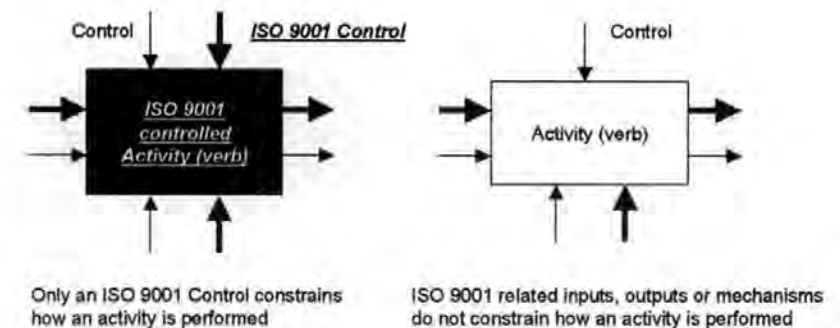 Control
ISO 9001 Control
ISO 9001
controlled
Activity (verb)
Only an ISO 9001 Control constrains
how an activity is performed
Control
Activity (verb)
ISO 9001 related inputs, outputs or mechanisms
do not constrain how an activity is performed